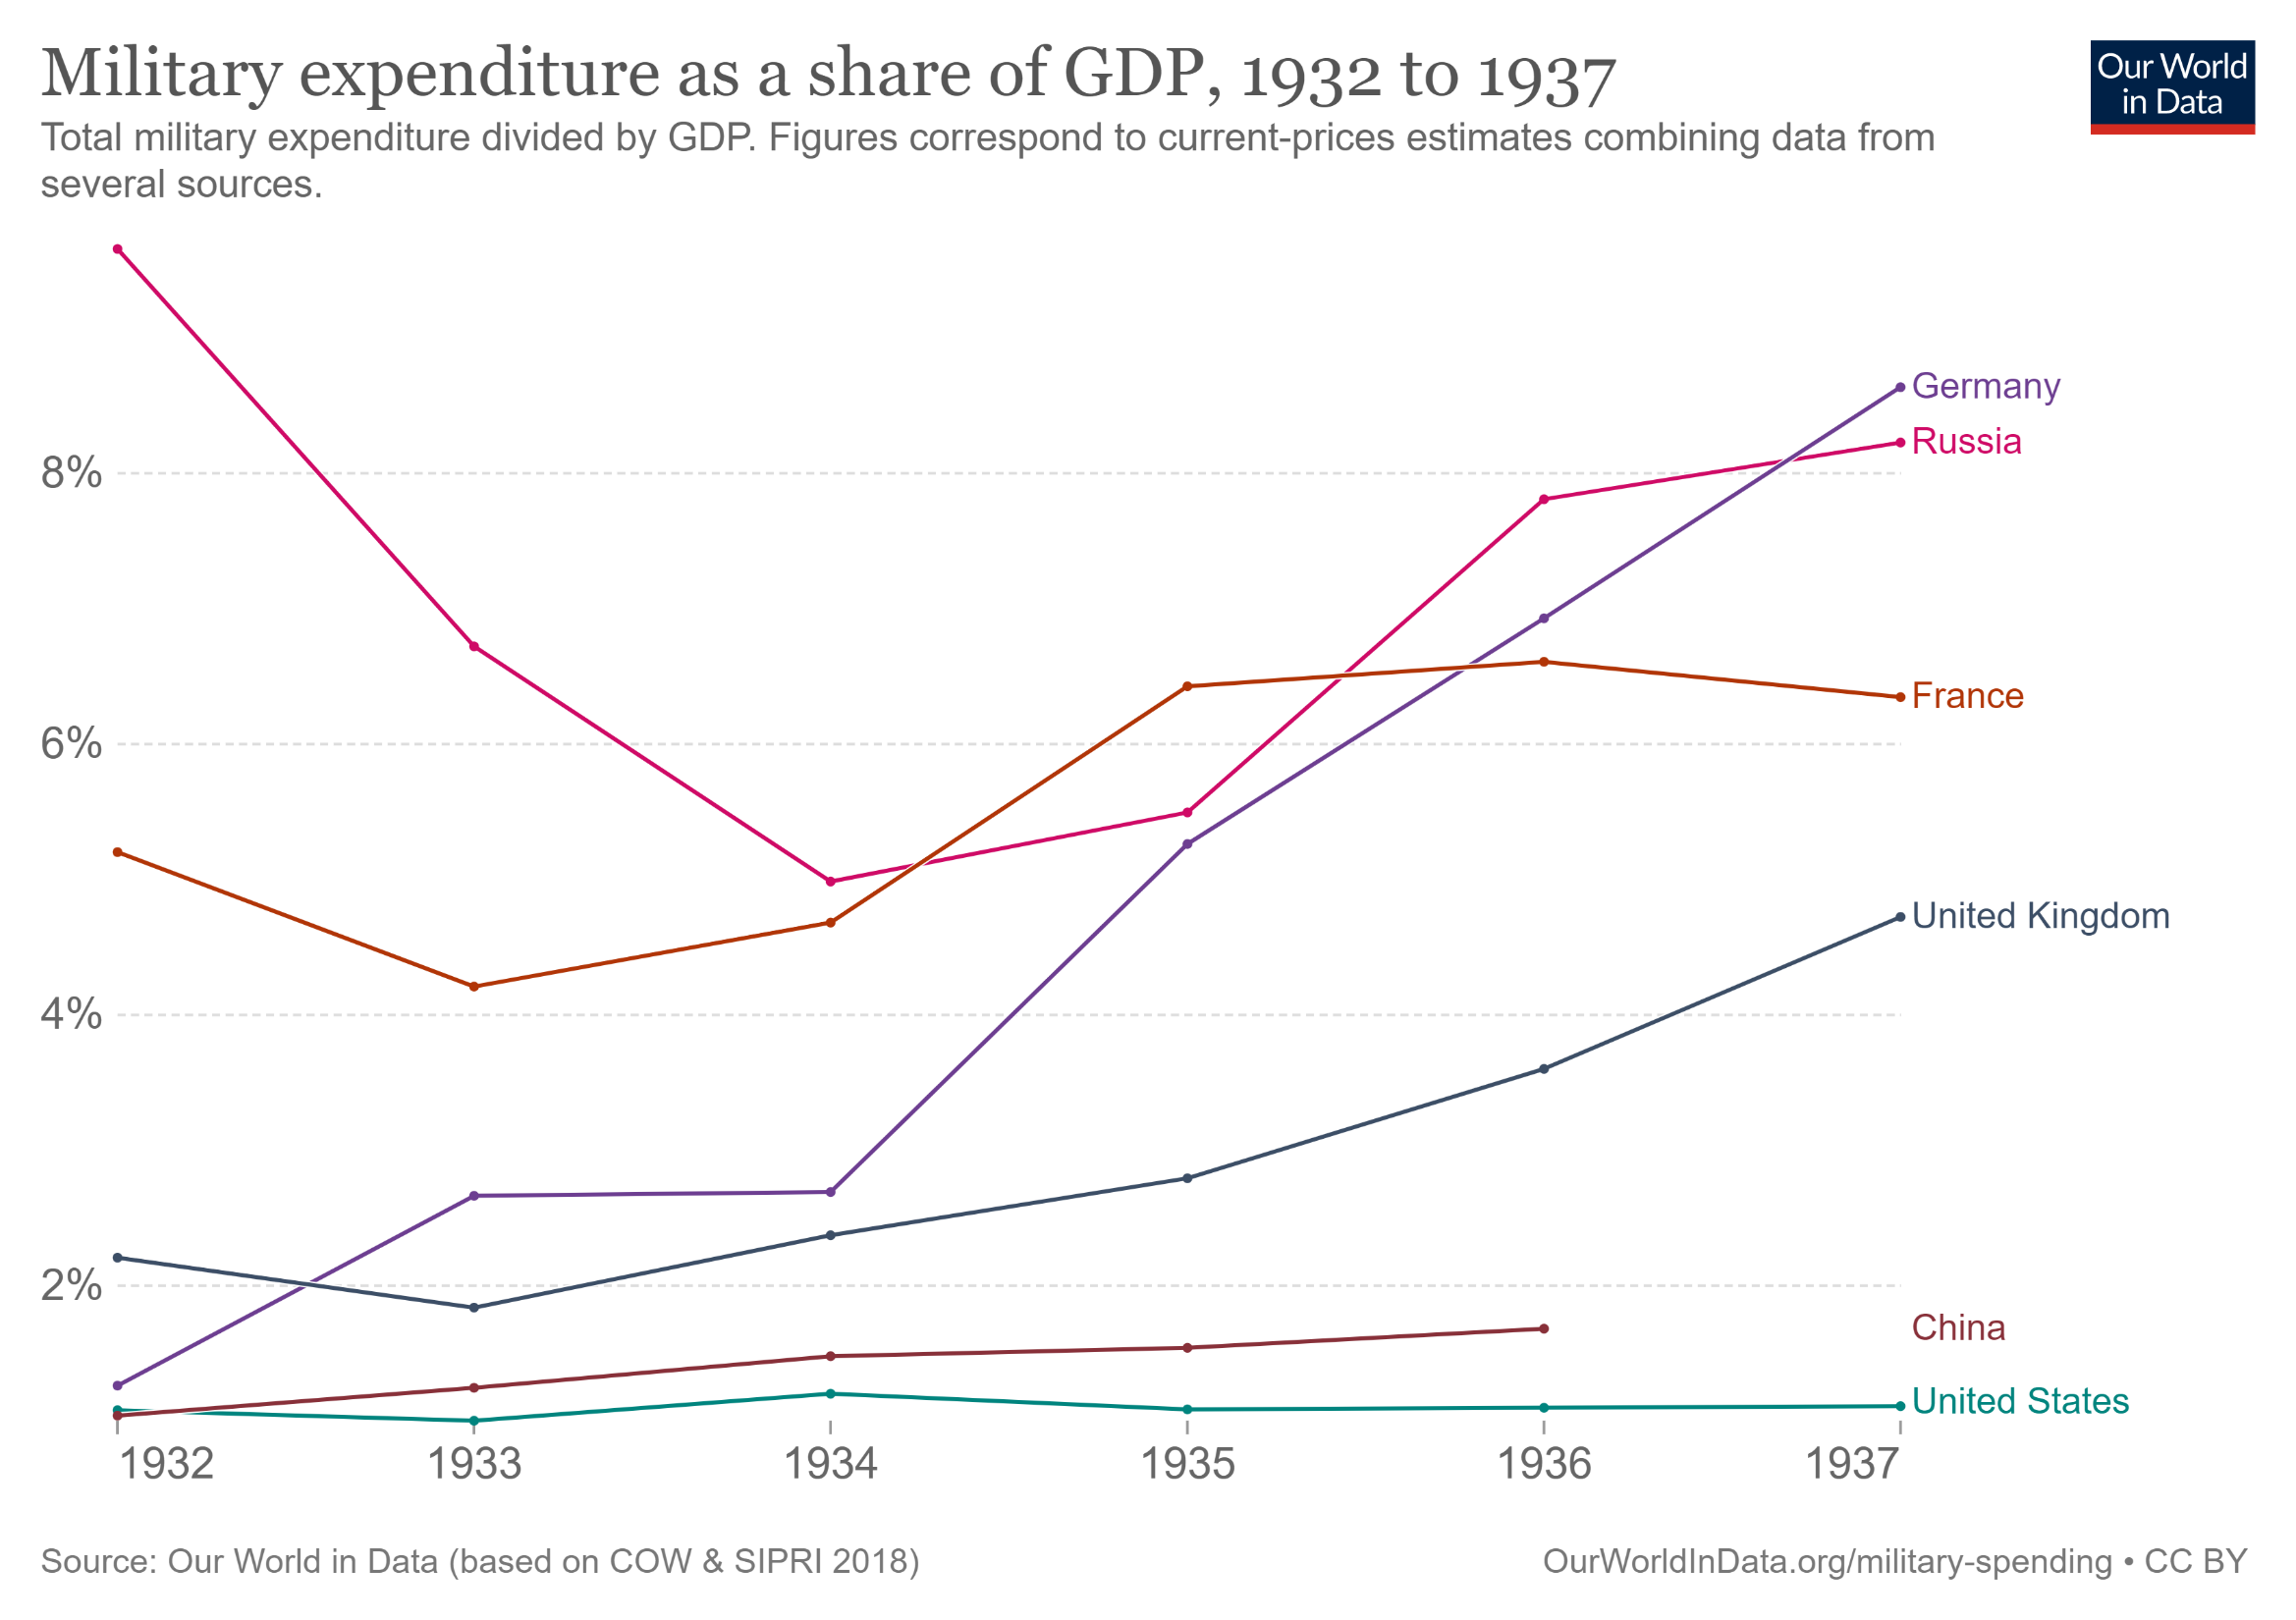 Military expenditure as a share of GDP, 1932 to 1937
Total military expenditure divided by GDP. Figures correspond to current-prices estimates combining data from
several sources.
Our World
in Data
8%
6%
4%
2%
Germany
Russia
France
United Kingdom
China
United States
1932
1933
1934
1935
1936
1937
Source: Our World in Data (based on COW & SIPRI 2018)
OurWorldInData.org/military-spending • CC BY